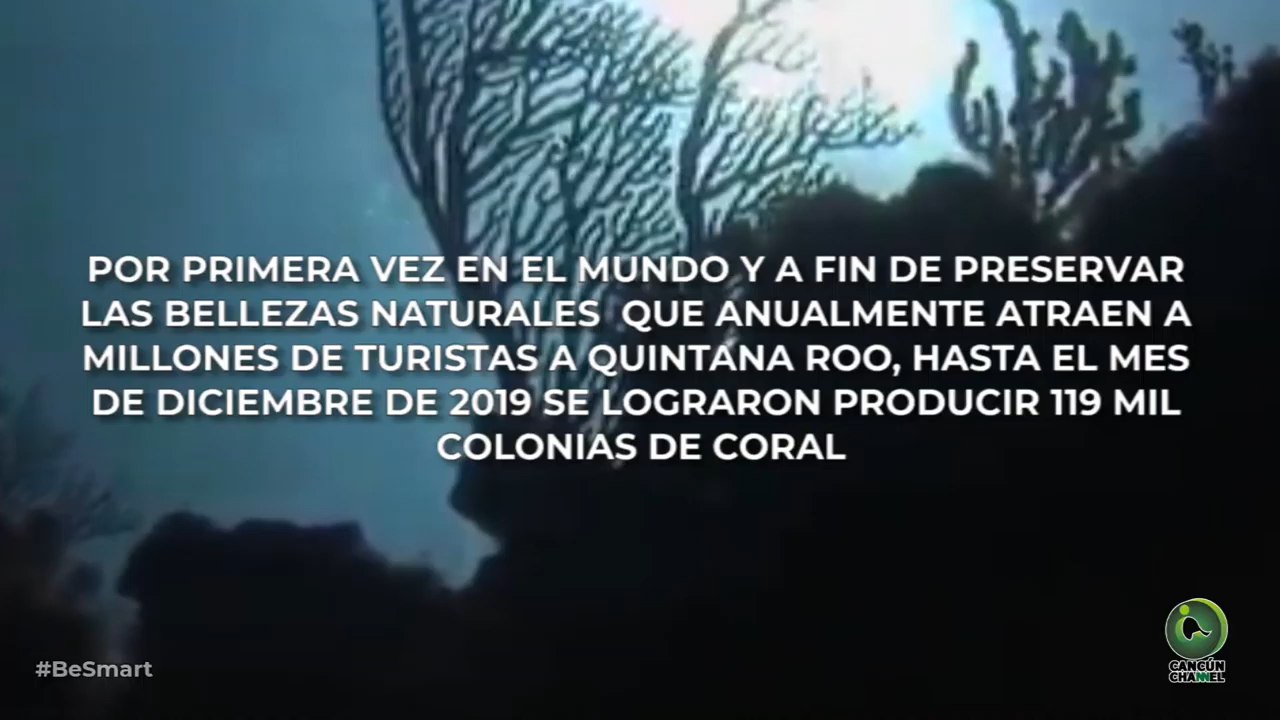 POR PRIMERA VEZ EN EL MUNDO Y A FIN DE PRESERVAR
LAS BELLEZAS NATURALES QUE ANUALMENTE ATRAEN A
MILLONES DE TURISTAS A QUINTANA ROO, HASTA EL MES
DE DICIEMBRE DE 2019 SE LOGRARON PRODUCIR 119 MIL
COLONIAS DE CORAL
#BeSmart
CANCÚN
CHANNEL